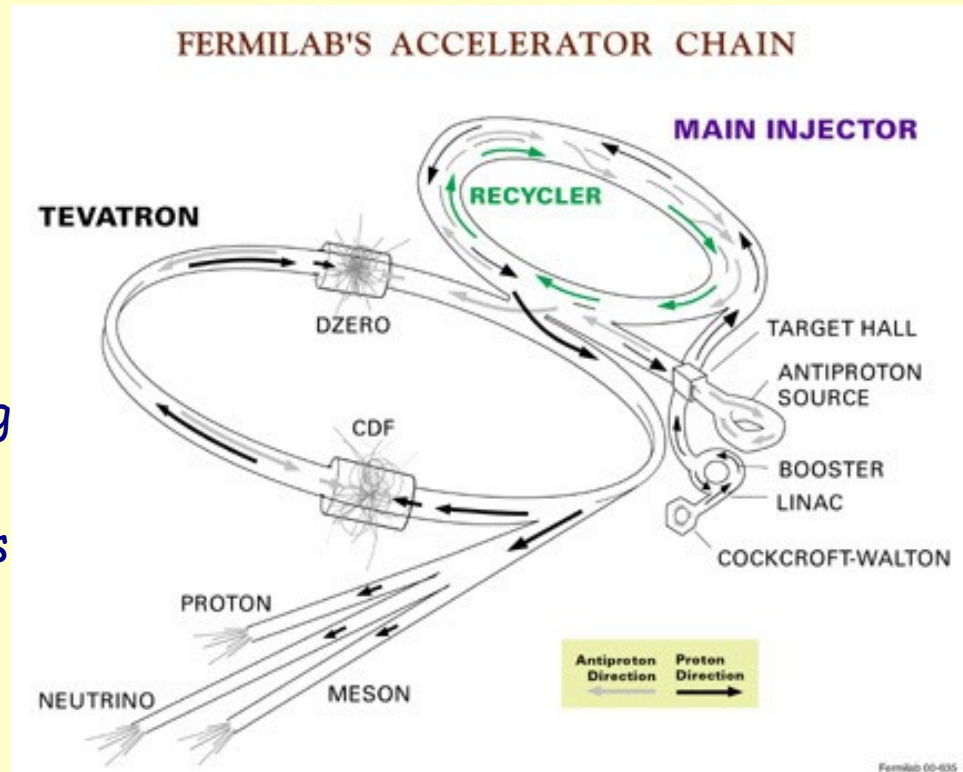 FERMILAB'S ACCELERATOR CHAIN
MAIN INJECTOR
RECYCLER
TEVATRON
DZERO
TARGET HALL
ANTIPROTON
SOURCE
g
CDF
BOOSTER
LINAC
s
COCKCROFT-WALTON
PROTON
Antiproton Direction
Proton Direction
NEUTRINO
MESON
Fermilab 00-635